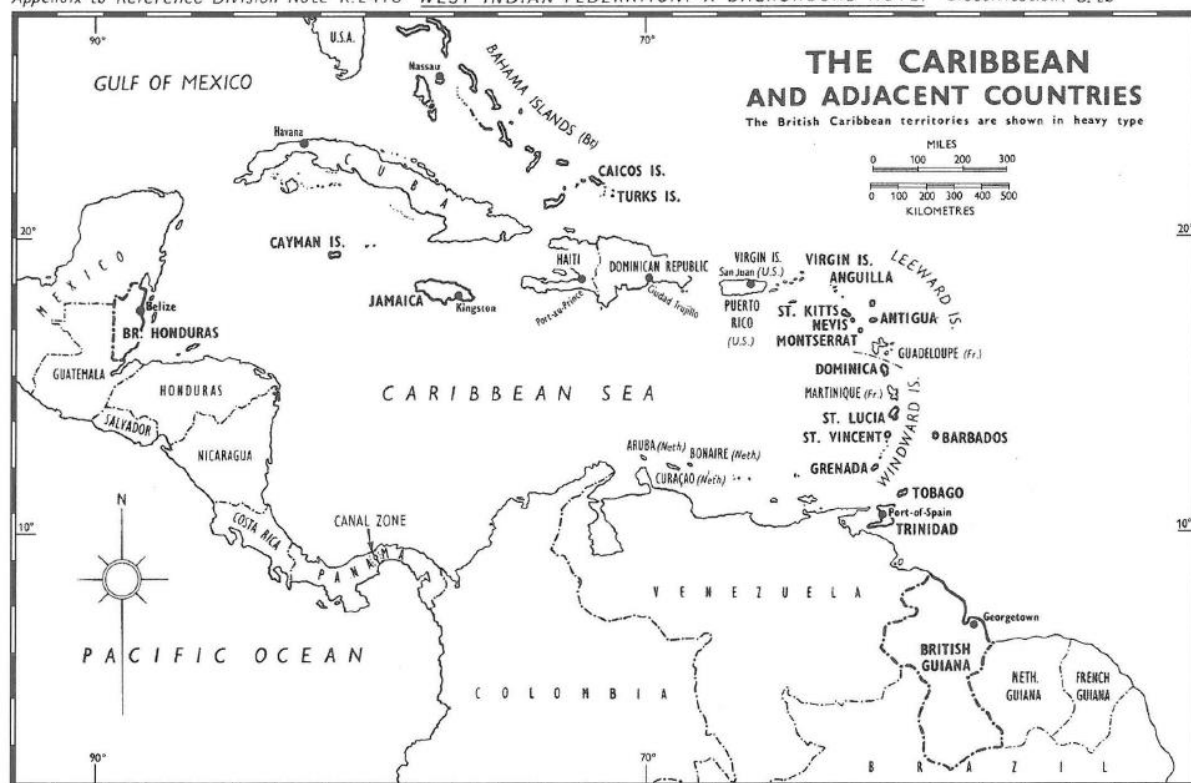 Appendix to Reference Division Note R.2 WEST INDIAN FEDERATION: A BACKGROUND NOTE.
90°
70°
U.S.A.
GULF OF MEXICO
Nassau
BAHAMA ISLANDS (Br)
THE CARIBBEAN
AND ADJACENT COUNTRIES
The British Caribbean territories are shown in heavy type
MILES
0 100 200 300
0 100 200 300 400 500
KILOMETRES
Havana
CUBA
CAICOS IS.
TURKS IS.
20°
20°
CAYMAN IS.
MEXICO
HAITI
DOMINICAN REPUBLIC
Port-au-Prince
Ciudad Trujillo
VIRGIN IS.
(U.S.)
San Juan
PUERTO
RICO
(U.S.)
VIRGIN IS.
ANGUILLA
LEEWARD IS.
JAMAICA
Kingston
Belize
BR. HONDURAS
ST. KITTS
NEVIS
MONTSERRAT
ANTIGUA
GUADELOUPE (Fr.)
GUATEMALA
HONDURAS
CARIBBEAN SEA
DOMINICA
MARTINIQUE (Fr.)
WINDWARD IS.
SALVADOR
NICARAGUA
ST. LUCIA
ST. VINCENT
BARBADOS
ARUBA (Neth)
BONAIRE (Neth.)
CURAÇAO (Neth.)
GRENADA
TOBAGO
Port-of-Spain
TRINIDAD
N
COSTA RICA
CANAL ZONE
PANAMA
10°
10°
VENEZUELA
Georgetown
PACIFIC OCEAN
COLOMBIA
BRITISH
GUIANA
NETH.
GUIANA
FRENCH
GUIANA
90°
70°
BRAZIL